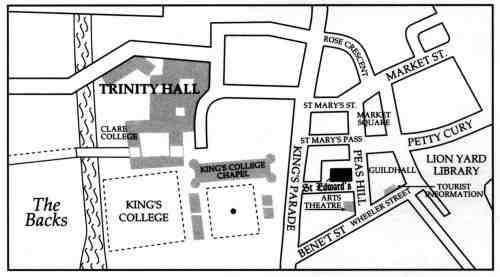 ROSE CRESCENT
MARKET ST.
TRINITY HALL
ST MARY'S ST.
MARKET
SQUARE
CLARE
COLLEGE
ST MARY'S PASS
PETTY CURY
KING'S COLLEGE
CHAPEL
KING'S PARADE
PEAS HILL
GUILDHALL
LION YARD
LIBRARY
The
Backs
KING'S
COLLEGE
St Edward's
ARTS
THEATRE
TOURIST
INFORMATION
BENE'T ST
WHEELER STREET